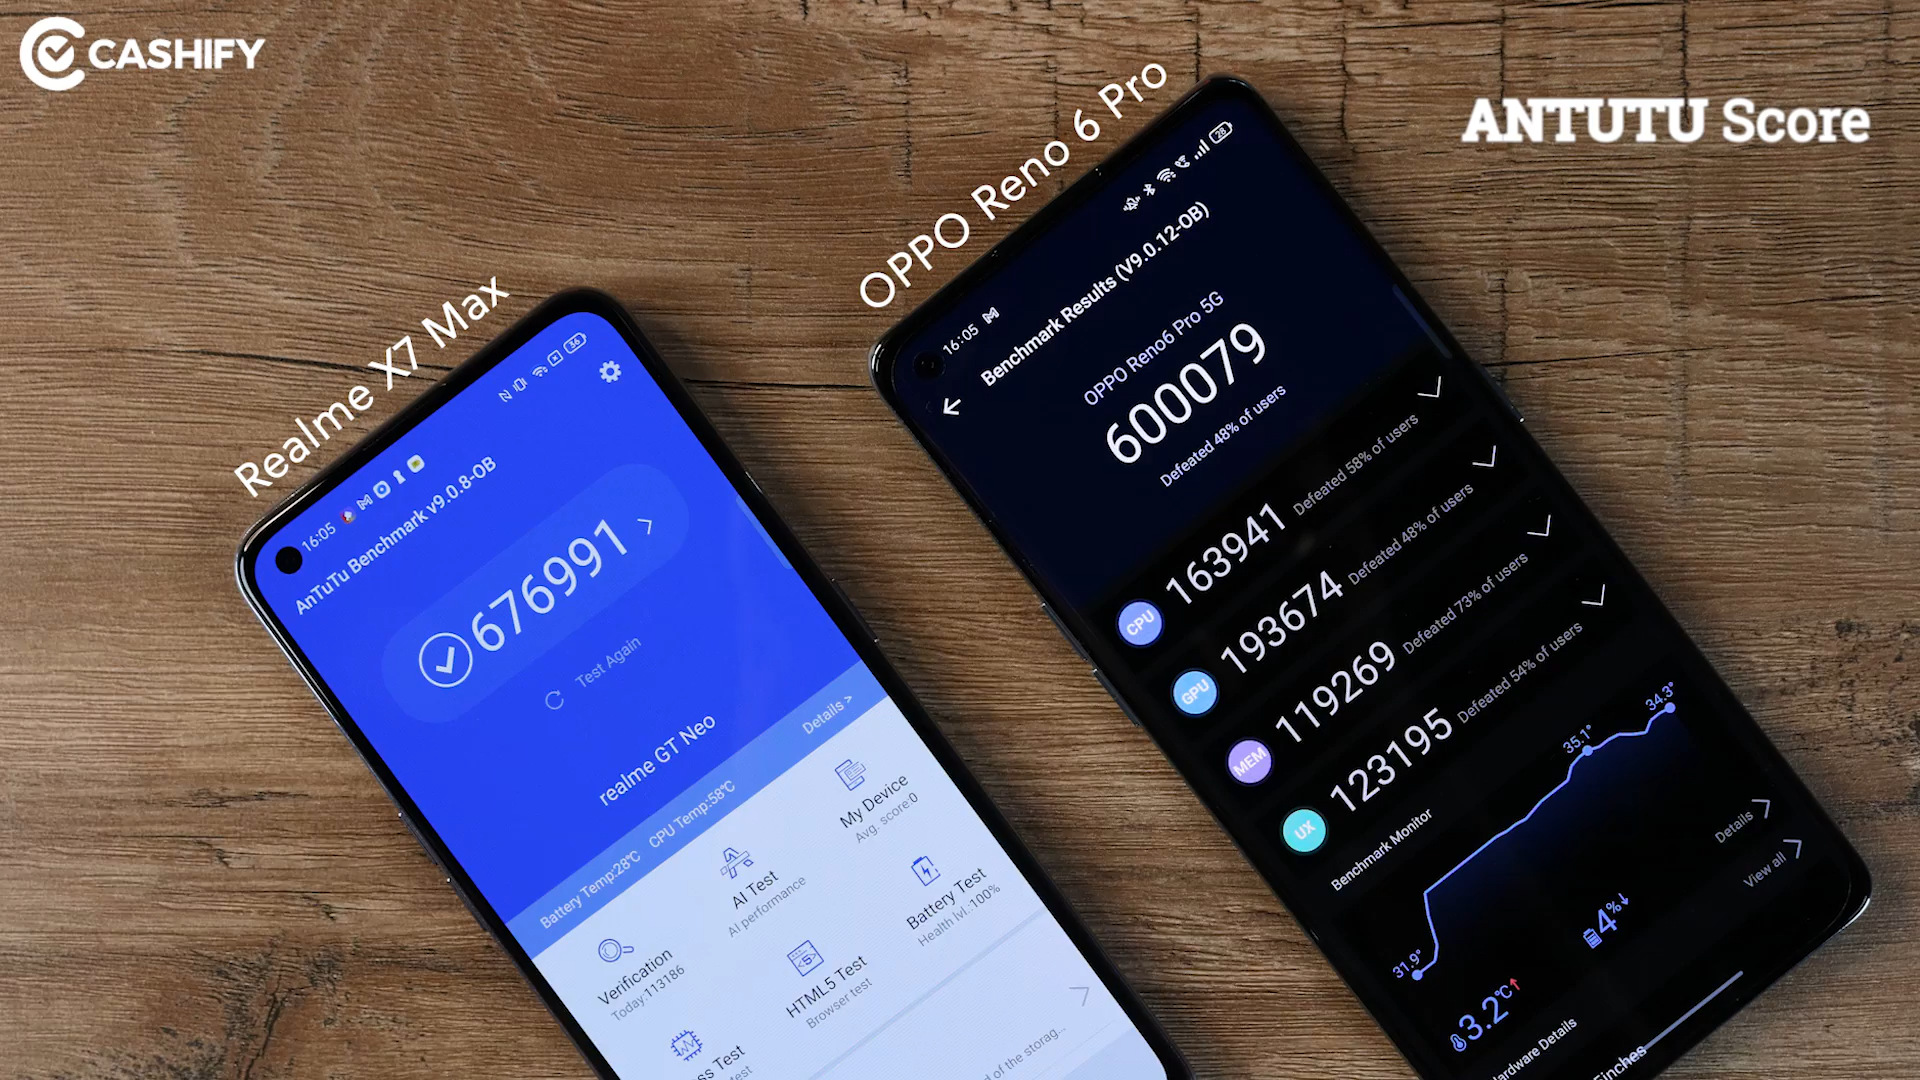 CASHIFY
ANTUTU Score
Realme X7 Max
OPPO Reno 6 Pro
16:05
36
AnTuTu Benchmark v9.0.8-OB
676991
Test Again
realme GT Neo
Battery Temp:28°C CPU Temp:58°C Details >
Verification
Today:113186
AI Test
AI performance
My Device
Avg. score:0
HTML5 Test
Browser test
Battery Test
Health lvl.:100%
Test
16:05
28
Benchmark Results (V9.0.12-OB)
OPPO Reno6 Pro 5G
600079
Defeated 48% of users
CPU 163941 Defeated 58% of users
GPU 193674 Defeated 48% of users
MEM 119269 Defeated 73% of users
UX 123195 Defeated 54% of users
Benchmark Monitor
Details
31.9°
35.1°
34.3°
3.2°C↑
4%↓
View all